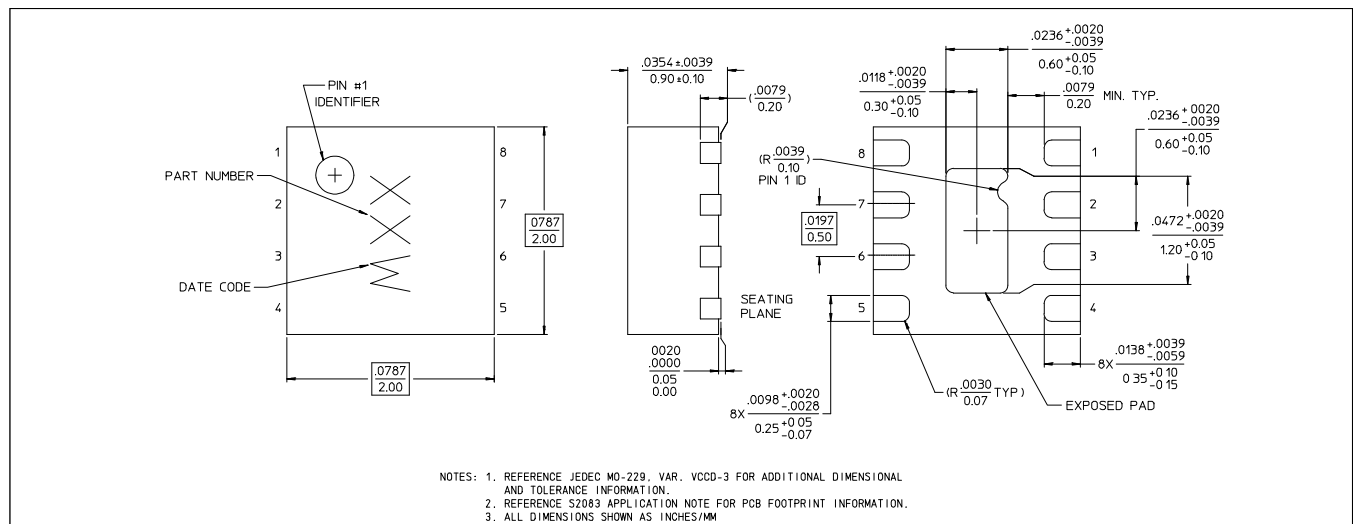 PIN #1
IDENTIFIER
PART NUMBER
DATE CODE
1
2
3
4
8
7
6
5
XX
W
.0787
2.00
.0787
2.00
.0354 ±.0039
0.90 ±0.10
(.0079)
0.20
SEATING
PLANE
.0020
.0000
0.05
0.00
.0236 +.0020
-.0039
0.60 +0.05
-0.10
.0118 +.0020
-.0039
0.30 +0.05
-0.10
.0079
0.20
MIN. TYP.
.0236 +.0020
-.0039
0.60 +0.05
-0.10
(R .0039)
0.10
PIN 1 ID
.0197
0.50
8
7
6
5
1
2
3
4
.0472 +.0020
-.0039
1.20 +0.05
-0.10
8X .0138 +.0039
-.0059
0.35 +0.10
-0.15
8X .0098 +.0020
-.0028
0.25 +0.05
-0.07
(R .0030 TYP)
0.07
EXPOSED PAD
NOTES: 1. REFERENCE JEDEC MO-229, VAR. VCCD-3 FOR ADDITIONAL DIMENSIONAL
AND TOLERANCE INFORMATION.
2. REFERENCE S2083 APPLICATION NOTE FOR PCB FOOTPRINT INFORMATION.
3. ALL DIMENSIONS SHOWN AS INCHES/MM